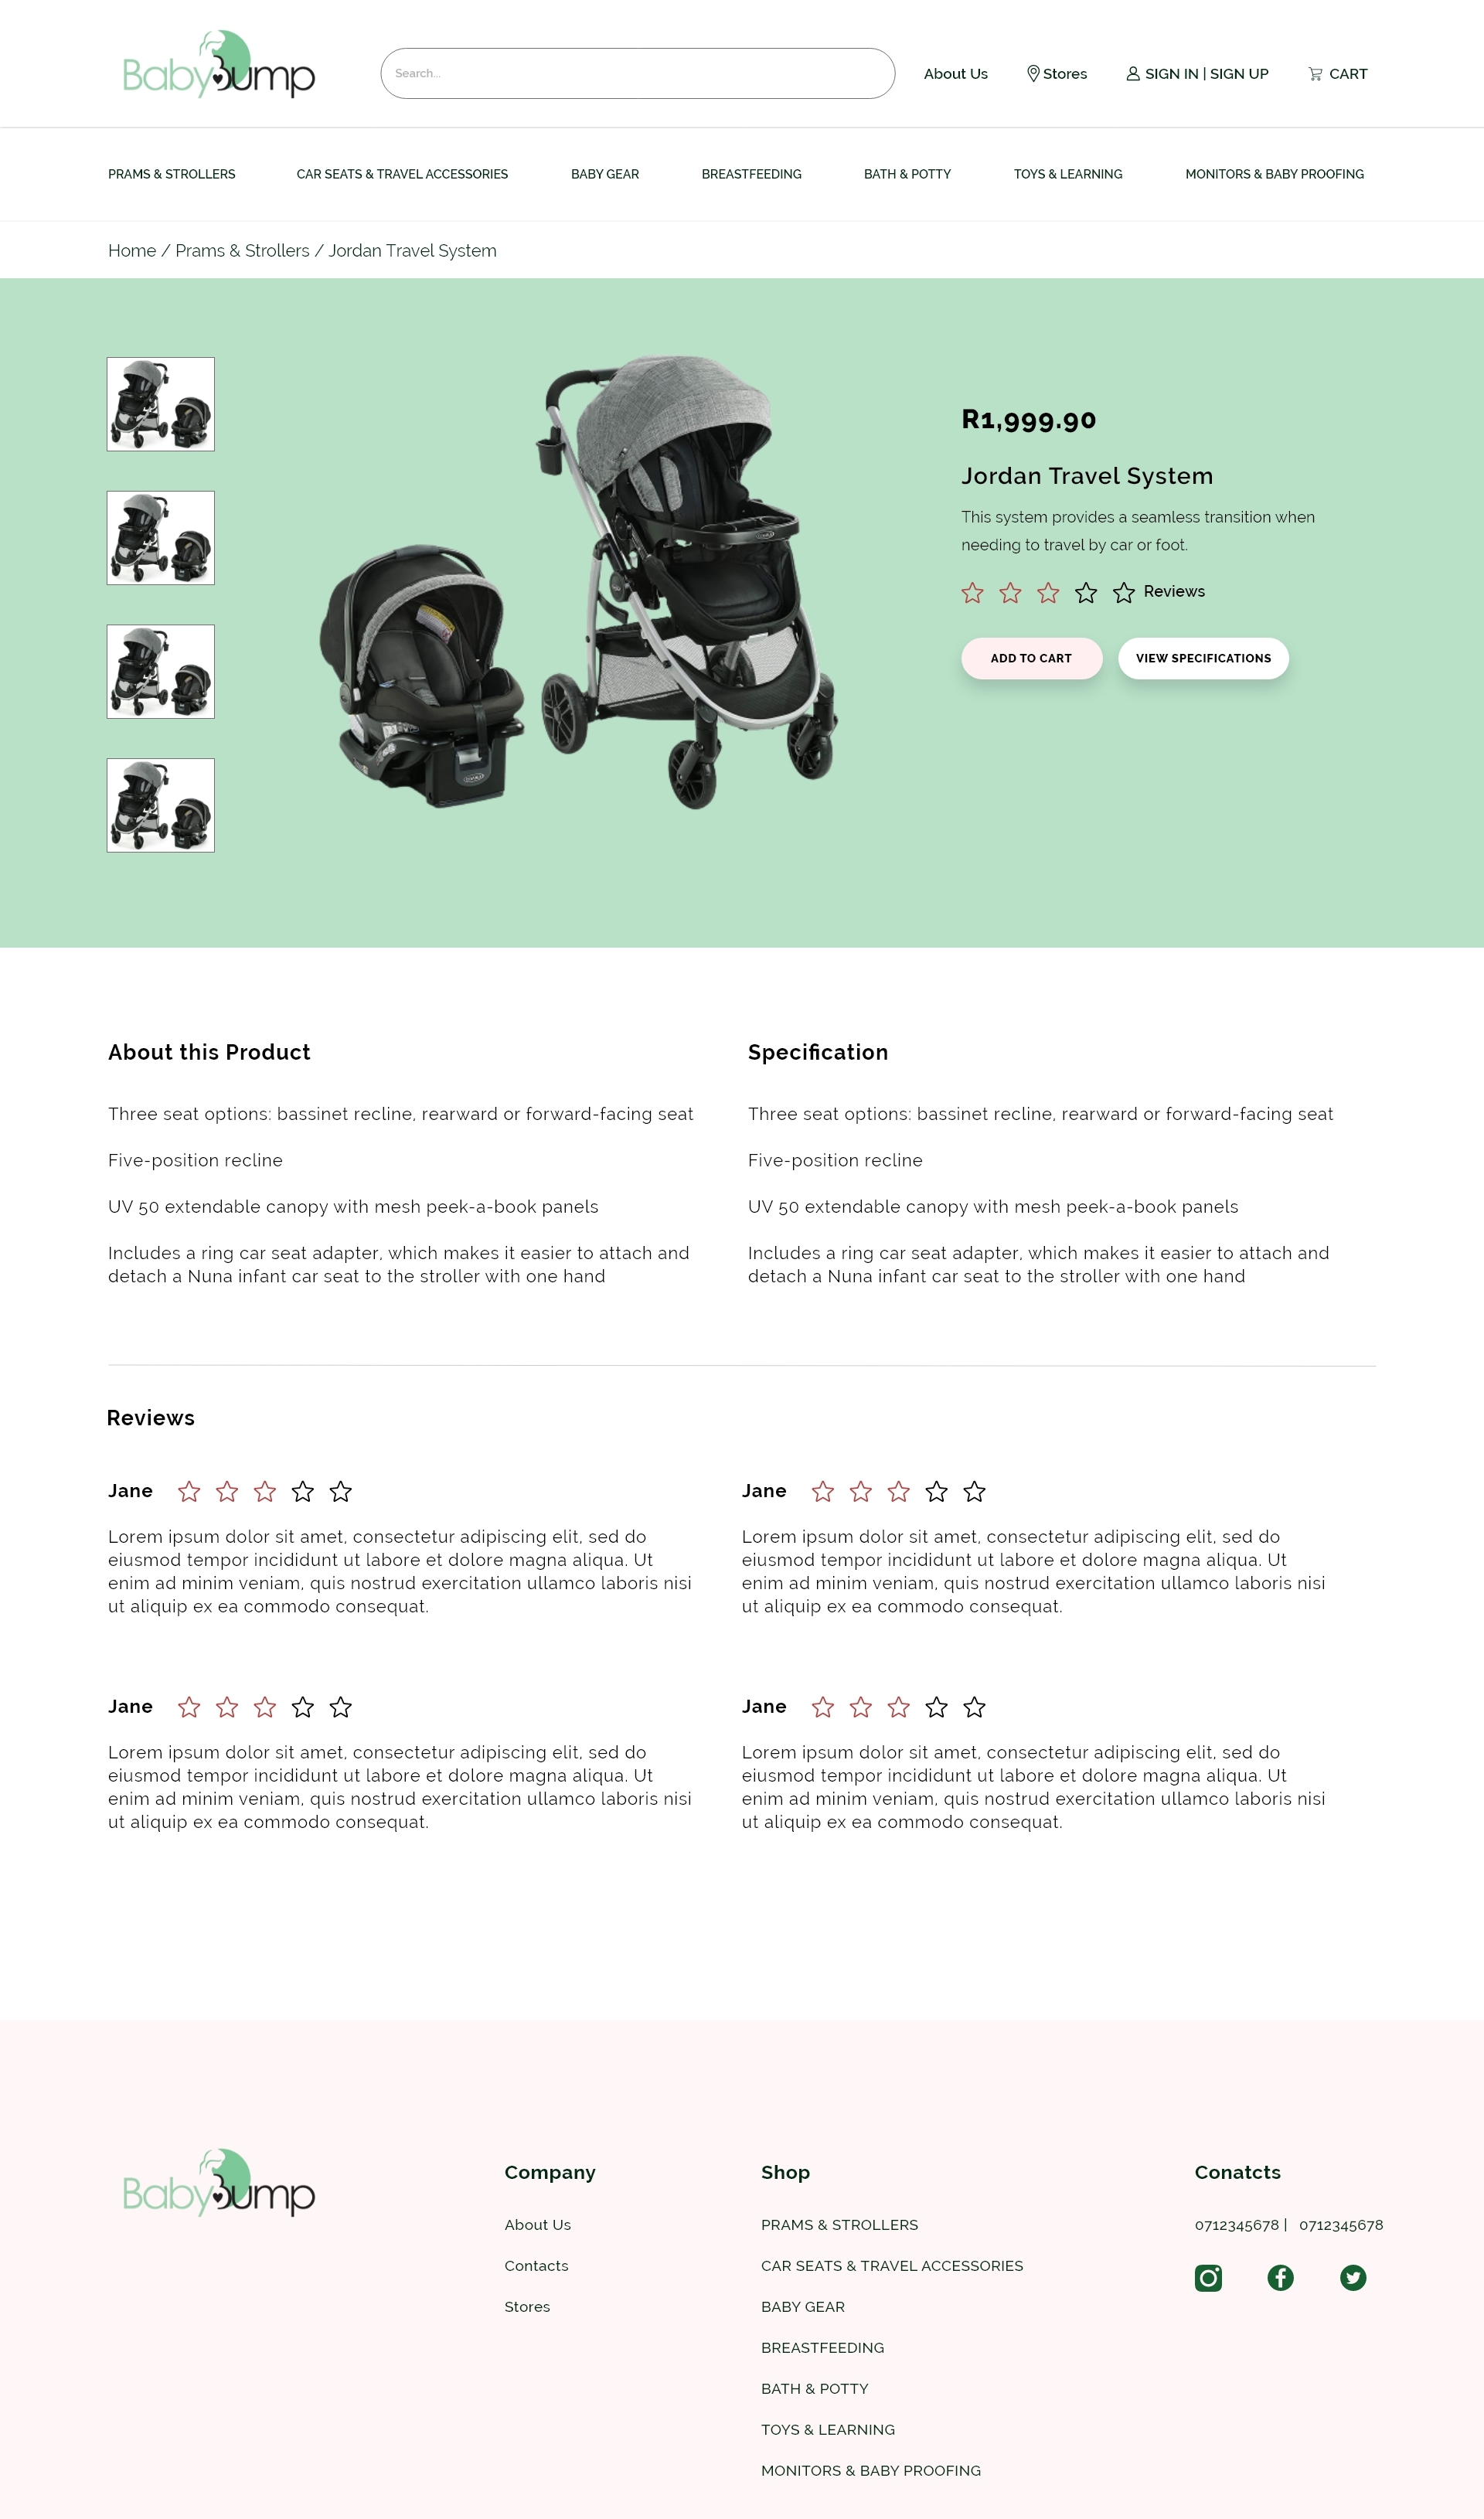 BabyBump
Search...
About Us
Stores
SIGN IN | SIGN UP
CART
PRAMS & STROLLERS
CAR SEATS & TRAVEL ACCESSORIES
BABY GEAR
BREASTFEEDING
BATH & POTTY
TOYS & LEARNING
MONITORS & BABY PROOFING
Home / Prams & Strollers / Jordan Travel System
R1,999.90
Jordan Travel System
This system provides a seamless transition when
needing to travel by car or foot.
Reviews
ADD TO CART
VIEW SPECIFICATIONS
About this Product
Three seat options: bassinet recline, rearward or forward-facing seat
Five-position recline
UV 50 extendable canopy with mesh peek-a-book panels
Includes a ring car seat adapter, which makes it easier to attach and
detach a Nuna infant car seat to the stroller with one hand
Specification
Three seat options: bassinet recline, rearward or forward-facing seat
Five-position recline
UV 50 extendable canopy with mesh peek-a-book panels
Includes a ring car seat adapter, which makes it easier to attach and
detach a Nuna infant car seat to the stroller with one hand
Reviews
Jane
Lorem ipsum dolor sit amet, consectetur adipiscing elit, sed do
eiusmod tempor incididunt ut labore et dolore magna aliqua. Ut
enim ad minim veniam, quis nostrud exercitation ullamco laboris nisi
ut aliquip ex ea commodo consequat.
Jane
Lorem ipsum dolor sit amet, consectetur adipiscing elit, sed do
eiusmod tempor incididunt ut labore et dolore magna aliqua. Ut
enim ad minim veniam, quis nostrud exercitation ullamco laboris nisi
ut aliquip ex ea commodo consequat.
Jane
Lorem ipsum dolor sit amet, consectetur adipiscing elit, sed do
eiusmod tempor incididunt ut labore et dolore magna aliqua. Ut
enim ad minim veniam, quis nostrud exercitation ullamco laboris nisi
ut aliquip ex ea commodo consequat.
Jane
Lorem ipsum dolor sit amet, consectetur adipiscing elit, sed do
eiusmod tempor incididunt ut labore et dolore magna aliqua. Ut
enim ad minim veniam, quis nostrud exercitation ullamco laboris nisi
ut aliquip ex ea commodo consequat.
BabyBump
Company
About Us
Contacts
Stores
Shop
PRAMS & STROLLERS
CAR SEATS & TRAVEL ACCESSORIES
BABY GEAR
BREASTFEEDING
BATH & POTTY
TOYS & LEARNING
MONITORS & BABY PROOFING
Conatcts
0712345678 | 0712345678